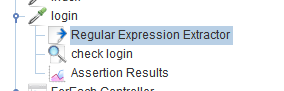 login
Regular Expression Extractor
check login
Assertion Results
ForEach Controller